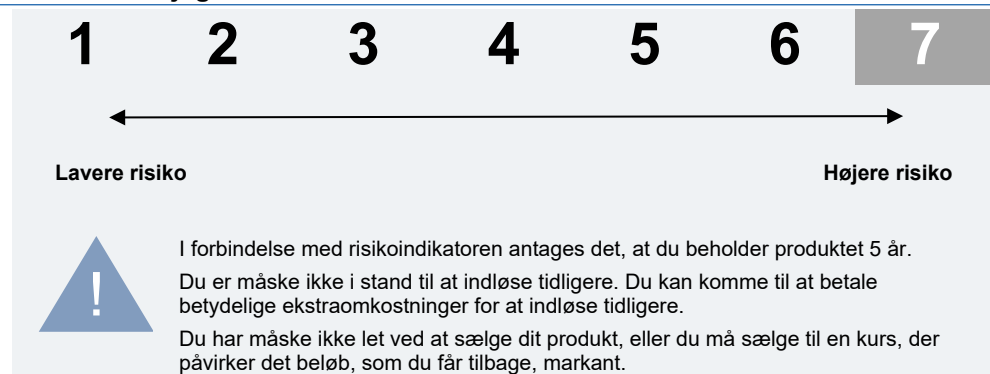 1 2 3 4 5 6 7
Lavere risiko Højere risiko
!
I forbindelse med risikoindikatoren antages det, at du beholder produktet 5 år.
Du er måske ikke i stand til at indløse tidligere. Du kan komme til at betale
betydelige ekstraomkostninger for at indløse tidligere.
Du har måske ikke let ved at sælge dit produkt, eller du må sælge til en kurs, der
påvirker det beløb, som du får tilbage, markant.